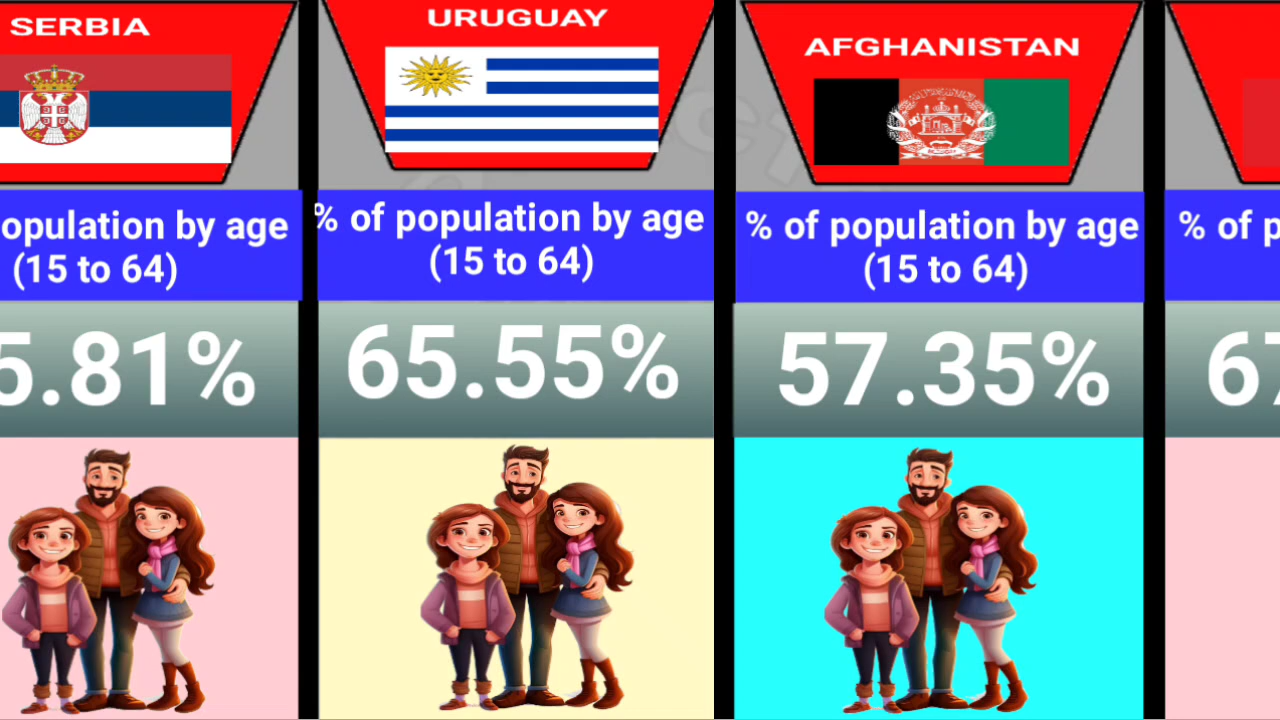 SERBIA
opulation by age
(15 to 64)
5.81%
URUGUAY
% of population by age
(15 to 64)
65.55%
AFGHANISTAN
% of population by age
(15 to 64)
57.35%
% of p
67